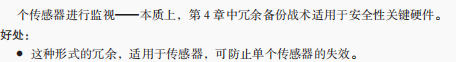 个传感器进行监视——本质上，第 4 章中冗余备份战术适用于安全性关键硬件。
好处：
● 这种形式的冗余，适用于传感器，可防止单个传感器的失效。